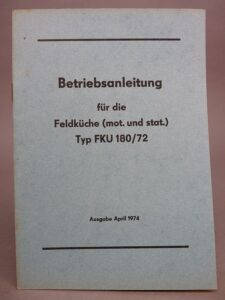 Betriebsanleitung
für die
Feldküche (mot. und stat.)
Typ FKU 180/72
Ausgabe April 1974